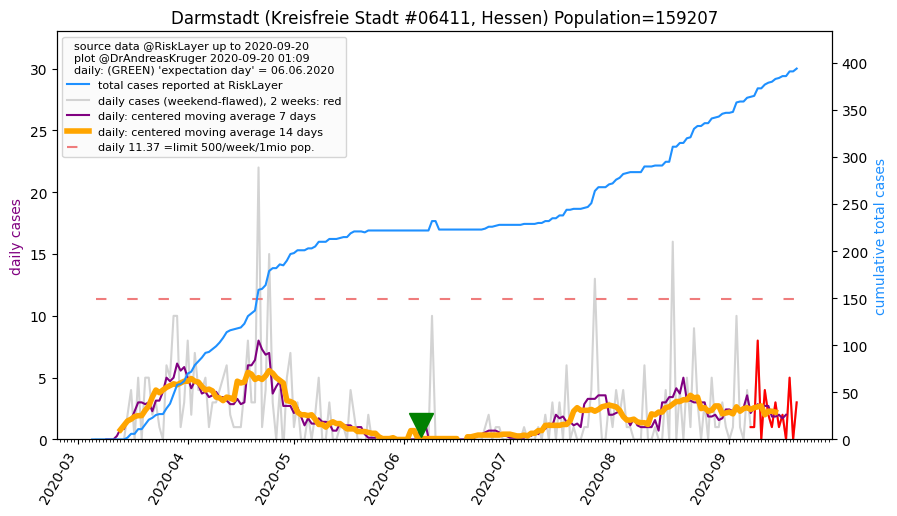 Darmstadt (Kreisfreie Stadt #06411, Hessen) Population=159207
source data @RiskLayer up to 2020-09-20
plot @DrAndreasKruger 2020-09-20 01:09
daily: (GREEN) 'expectation day' = 06.06.2020
total cases reported at RiskLayer
daily cases (weekend-flawed), 2 weeks: red
daily: centered moving average 7 days
daily: centered moving average 14 days
daily 11.37 =limit 500/week/1mio pop.
daily cases
30
25
20
15
10
5
0
cumulative total cases
400
350
300
250
200
150
100
50
0
2020-03
2020-04
2020-05
2020-06
2020-07
2020-08
2020-09